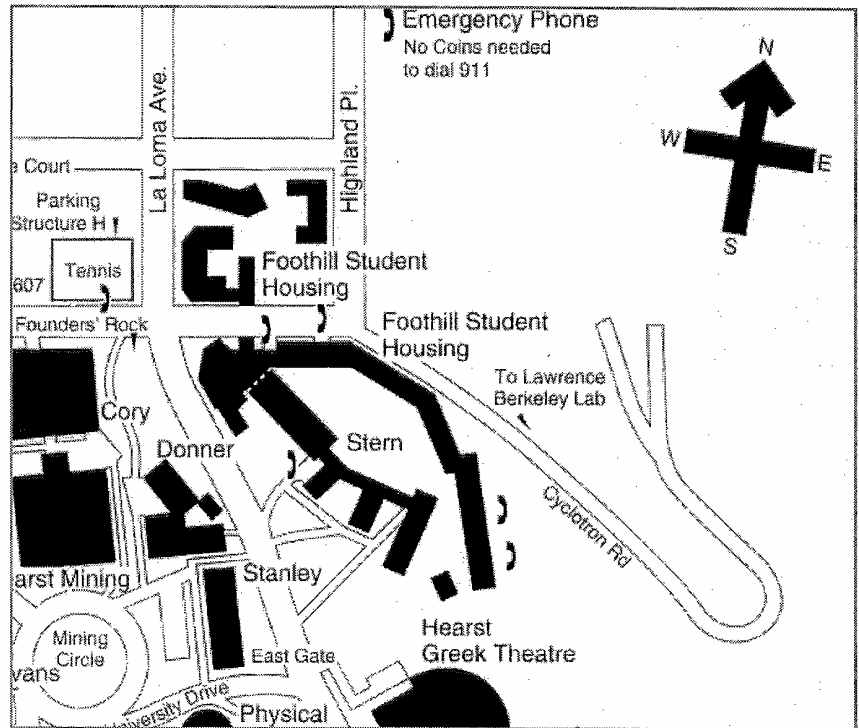 Emergency Phone
No Coins needed
to dial 911
N
W
E
S
La Loma Ave.
Highland Pl.
e Court
Parking
Structure H
Tennis
607
Foothill Student
Housing
Founders' Rock
Foothill Student
Housing
To Lawrence
Berkeley Lab
Cory
Donner
Stern
Cyclotron Rd
arst Mining
Stanley
Mining
Circle
Hearst
Greek Theatre
East Gate
vans
University Drive
Physical